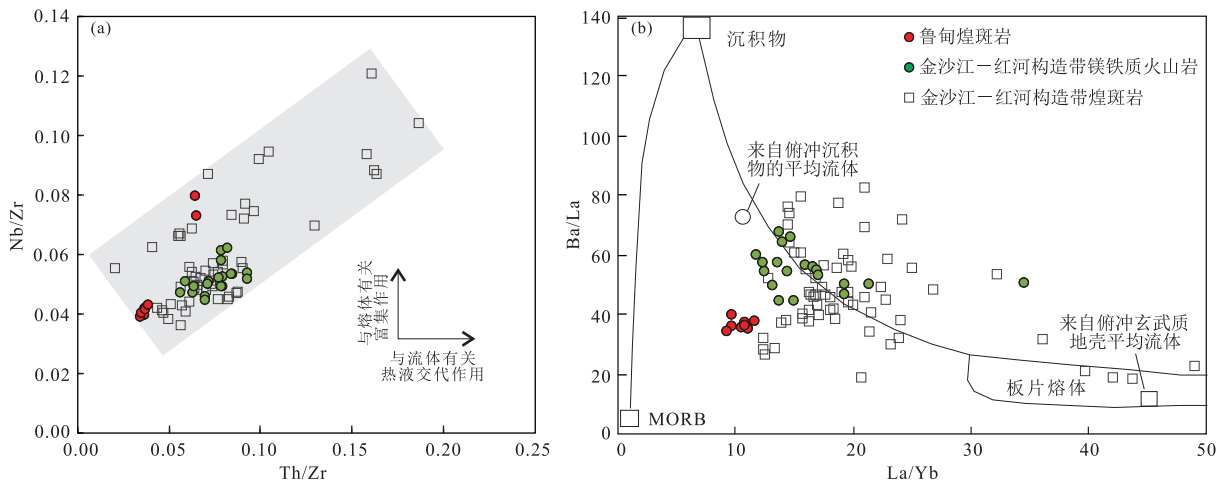 (a)
0.14
0.12
0.10
0.08
0.06
0.04
0.02
0.00
0.00
0.05
0.10
0.15
0.20
0.25
Nb/Zr
Th/Zr
与熔体有关
富集作用
与流体有关
热液交代作用
(b)
140
120
100
80
60
40
20
0
0
10
20
30
40
50
Ba/La
La/Yb
沉积物
鲁甸煌斑岩
金沙江－红河构造带镁铁质火山岩
金沙江－红河构造带煌斑岩
来自俯冲沉积
物的平均流体
来自俯冲玄武质
地壳平均流体
板片熔体
MORB